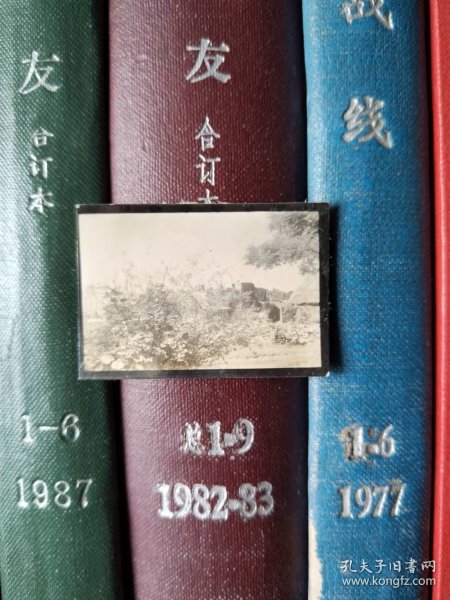 友
合订本
1-6
1987
友
合订本
总1-9
1982-83
战
线
1-6
1977
孔夫子旧书网
www.kongfz.com